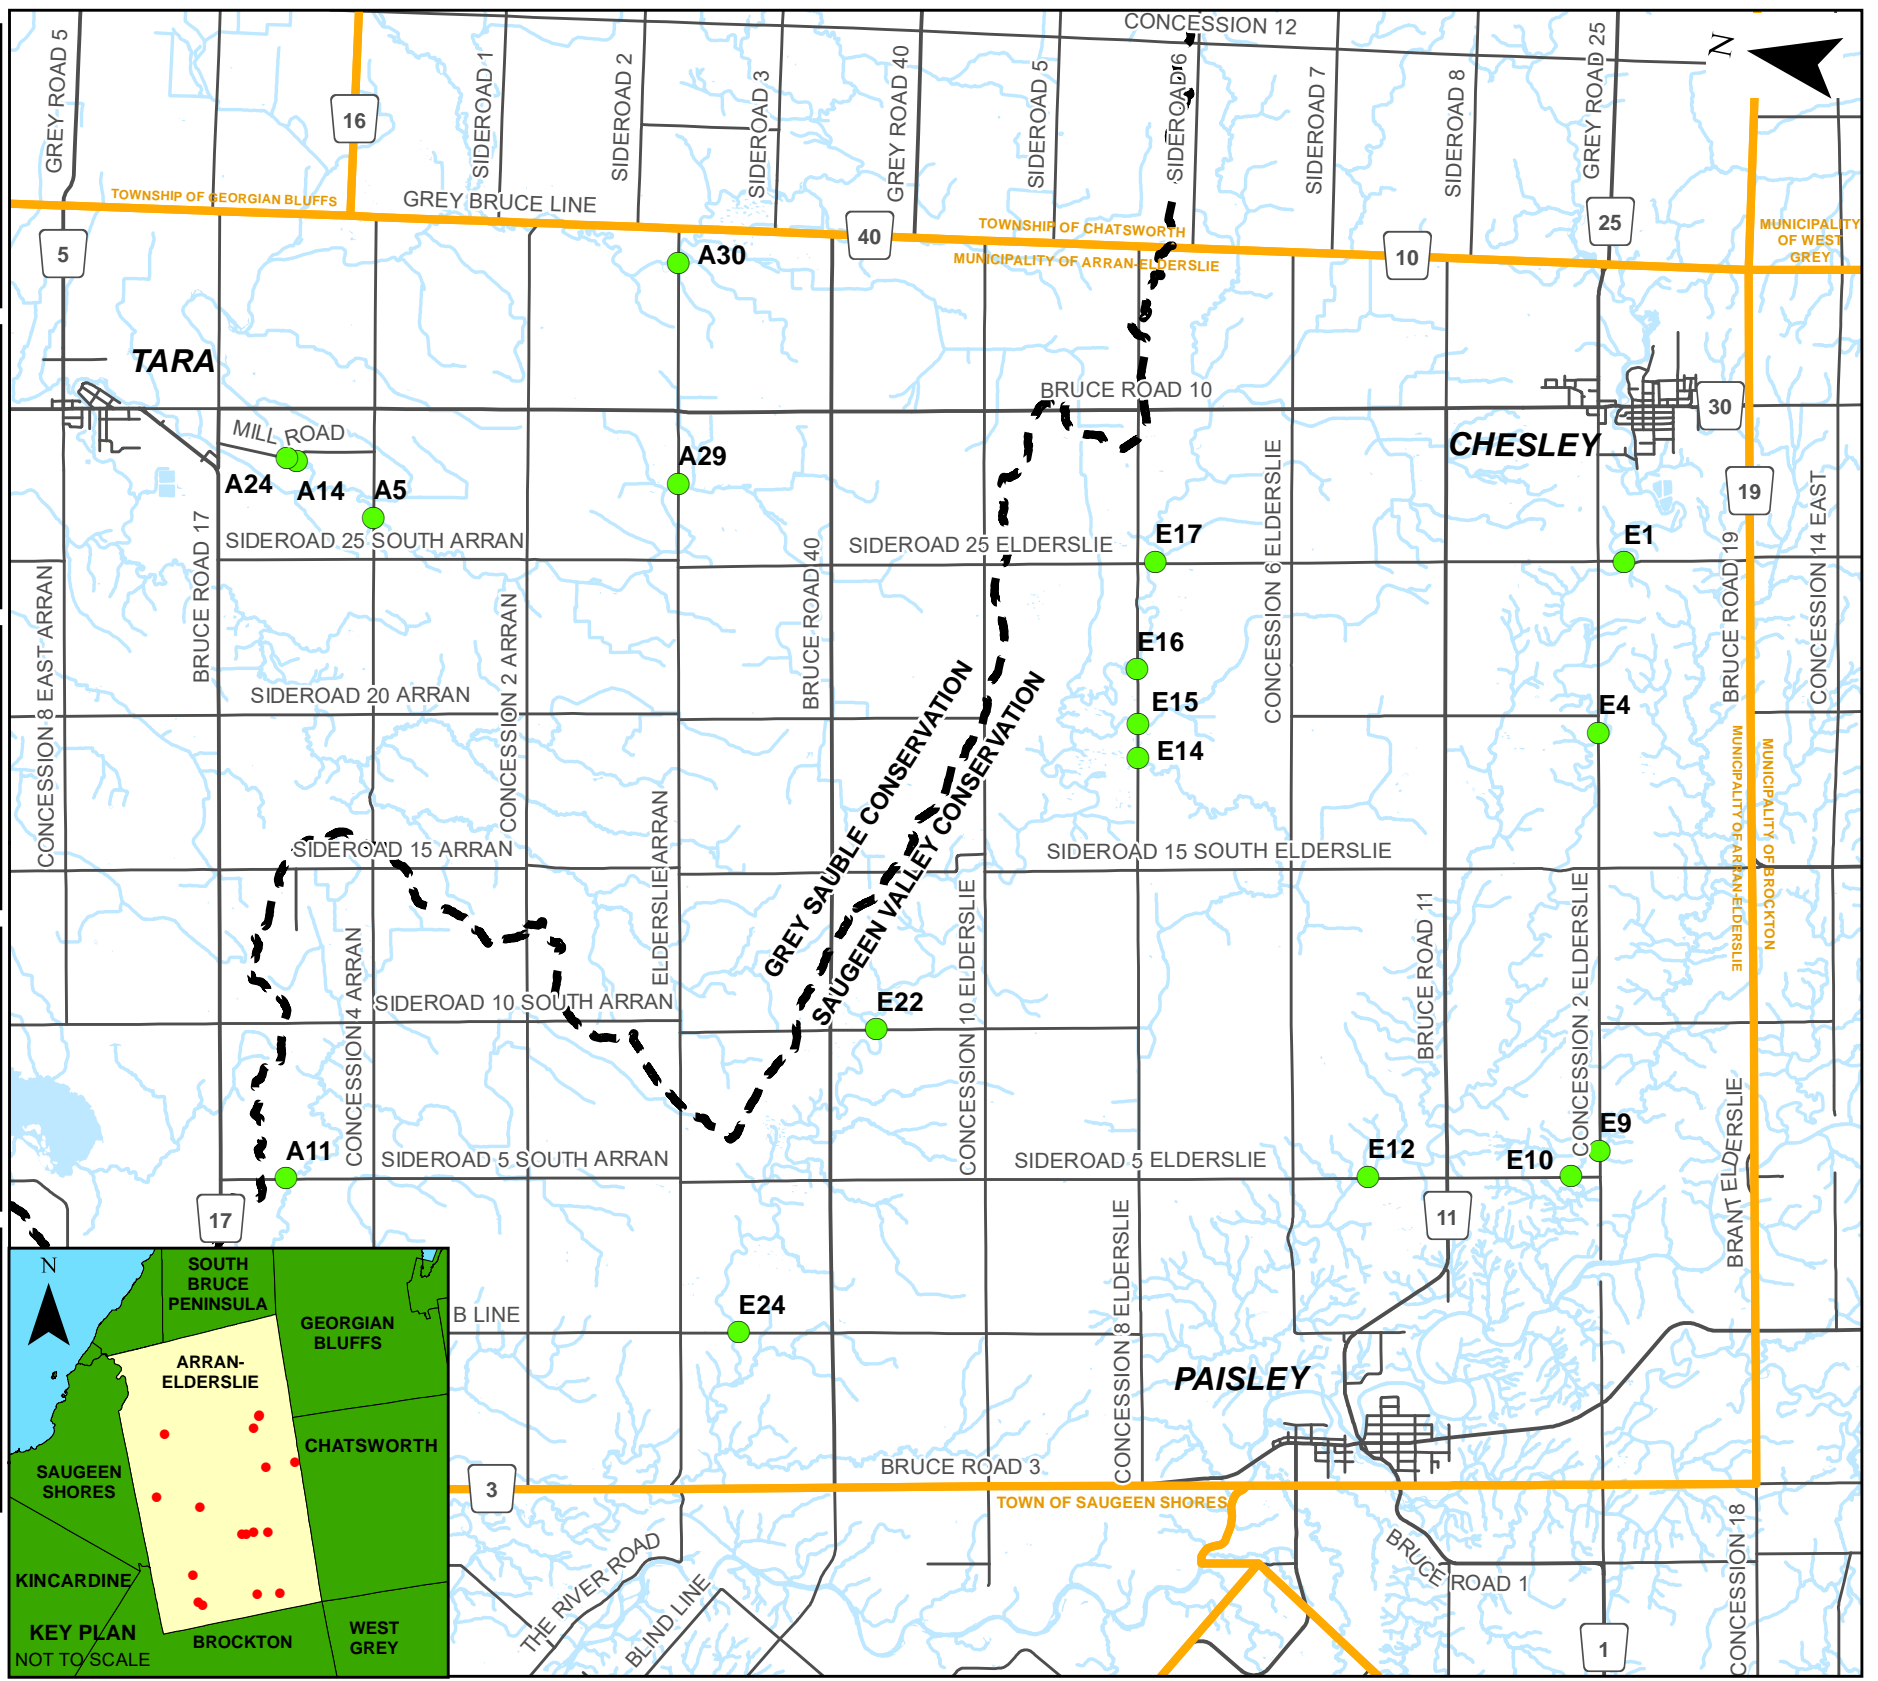 CONCESSION 12
GREY ROAD 5
16
SIDEROAD 1
SIDEROAD 2
SIDEROAD 3
GREY ROAD 40
SIDEROAD 5
SIDEROAD 6
SIDEROAD 7
SIDEROAD 8
GREY ROAD 25
N
TOWNSHIP OF GEORGIAN BLUFFS
GREY BRUCE LINE
5
40
TOWNSHIP OF CHATSWORTH
MUNICIPALITY OF ARRAN-ELDERSLIE
10
25
MUNICIPALITY
OF WEST
GREY
A30
TARA
BRUCE ROAD 10
30
MILL ROAD
CHESLEY
A24
A14
A5
A29
19
SIDEROAD 25 SOUTH ARRAN
SIDEROAD 25 ELDERSLIE
E17
E1
CONCESSION 8 EAST ARRAN
BRUCE ROAD 17
CONCESSION 2 ARRAN
BRUCE ROAD 40
CONCESSION 6 ELDERSLIE
BRUCE ROAD 19
CONCESSION 14 EAST
E16
SIDEROAD 20 ARRAN
E15
E4
E14
GREY SAUBLE CONSERVATION
SAUGEEN VALLEY CONSERVATION
MUNICIPALITY OF ARRAN-ELDERSLIE
MUNICIPALITY OF BROCKTON
SIDEROAD 15 ARRAN
SIDEROAD 15 SOUTH ELDERSLIE
ELDERSLIE ARRAN
CONCESSION 4 ARRAN
CONCESSION 10 ELDERSLIE
BRUCE ROAD 11
CONCESSION 2 ELDERSLIE
SIDEROAD 10 SOUTH ARRAN
E22
A11
SIDEROAD 5 SOUTH ARRAN
SIDEROAD 5 ELDERSLIE
E12
E10
E9
BRANT ELDERSLIE
17
11
CONCESSION 8 ELDERSLIE
B LINE
E24
PAISLEY
3
BRUCE ROAD 3
TOWN OF SAUGEEN SHORES
THE RIVER ROAD
BLIND LINE
BRUCE ROAD 1
CONCESSION 18
1
N
SOUTH
BRUCE
PENINSULA
GEORGIAN
BLUFFS
ARRAN-
ELDERSLIE
CHATSWORTH
SAUGEEN
SHORES
KINCARDINE
KEY PLAN
NOT TO SCALE
BROCKTON
WEST
GREY